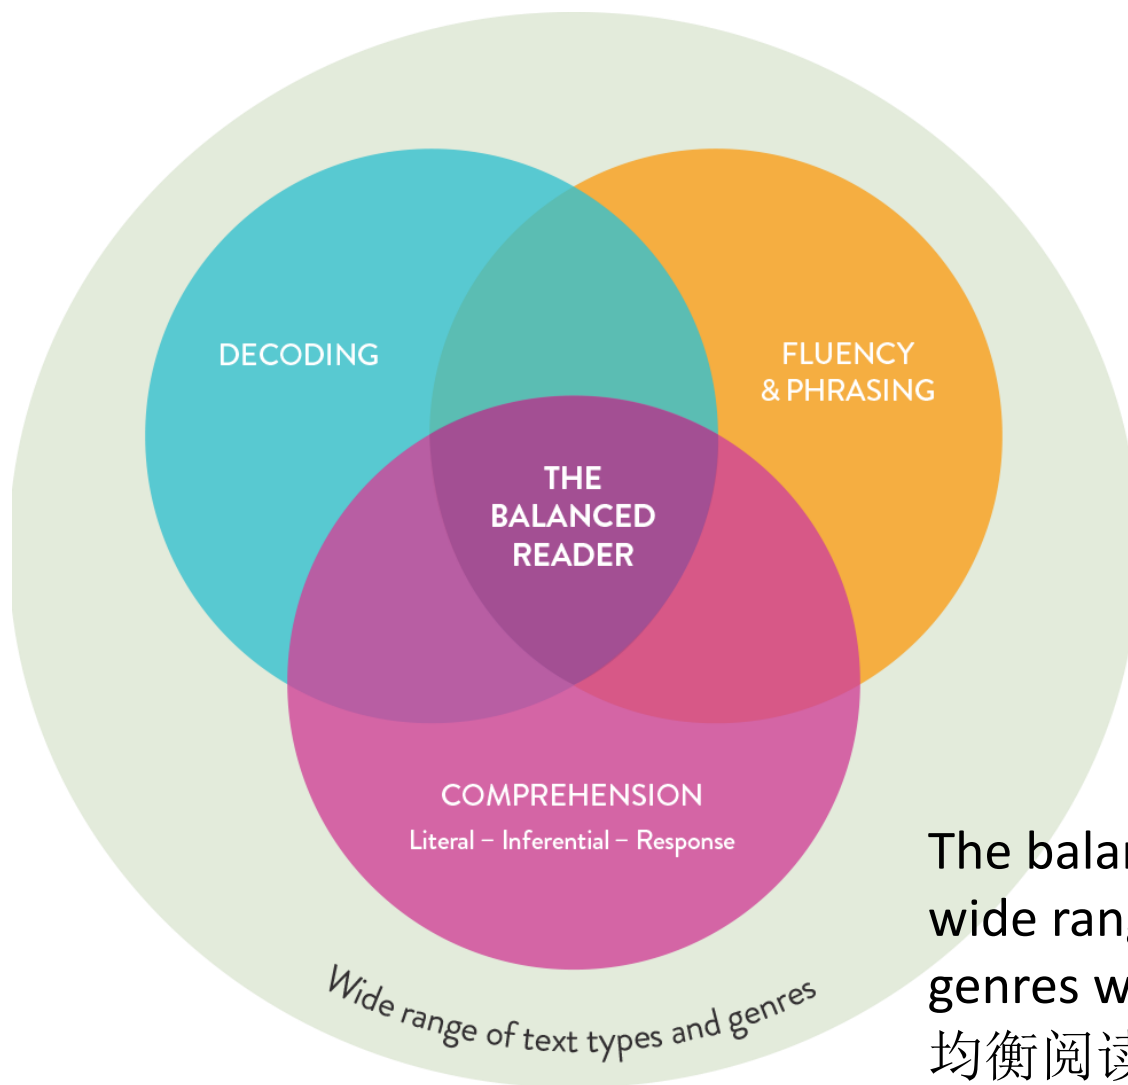 DECODING
FLUENCY
& PHRASING
THE
BALANCED
READER
COMPREHENSION
Literal – Inferential – Response
Wide range of text types and genres
The
wide
genres
均衡阅